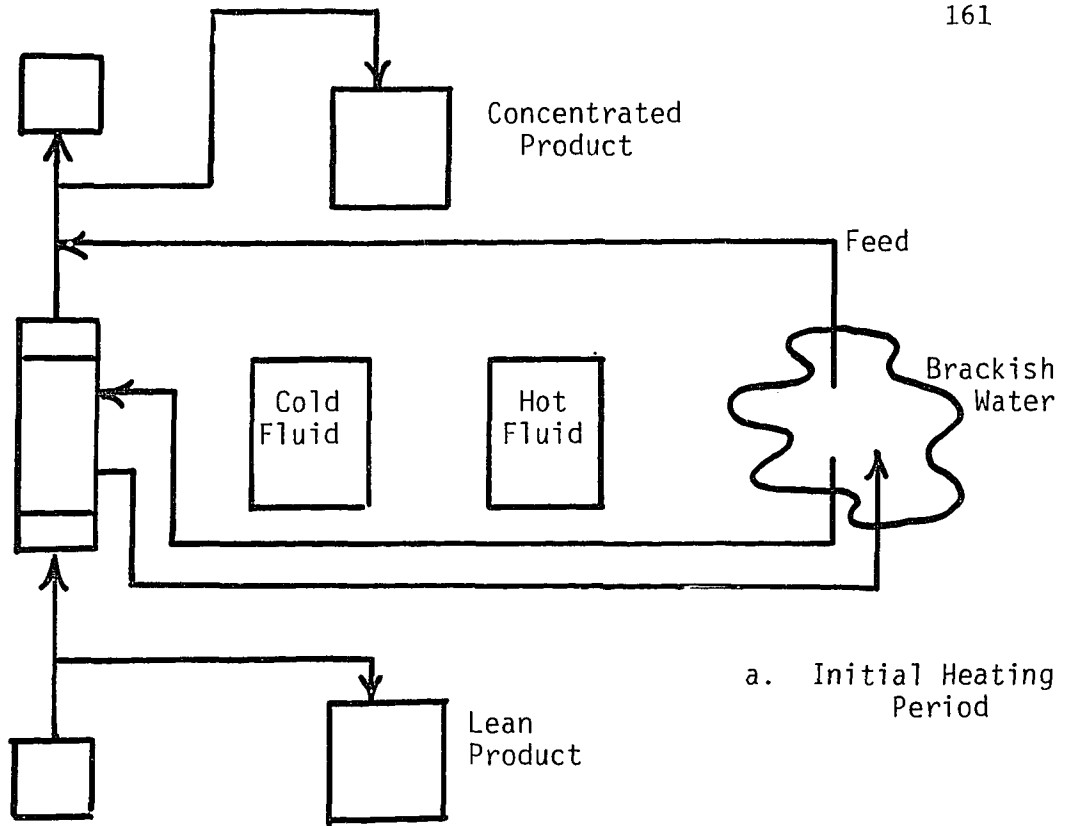 161
Concentrated
Product
Feed
Brackish
Water
Cold
Fluid
Hot
Fluid
a. Initial Heating
Period
Lean
Product